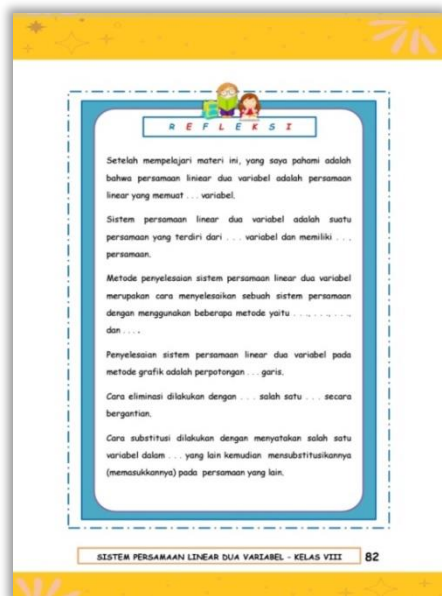 REFLEKSI
Setelah mempelajari materi ini, yang saya pahami adalah
bahwa persamaan liniear dua variabel adalah persamaan
linear yang memuat . . . variabel.
Sistem persamaan linear dua variabel adalah suatu
persamaan yang terdiri dari . . . variabel dan memiliki . . .
persamaan.
Metode penyelesaian sistem persamaan linear dua variabel
merupakan cara menyelesaikan sebuah sistem persamaan
dengan menggunakan beberapa metode yaitu . . ., . . ., . . .,
dan . . . .
Penyelesaian sistem persamaan linear dua variabel pada
metode grafik adalah perpotongan . . . garis.
Cara eliminasi dilakukan dengan . . . salah satu . . . secara
bergantian.
Cara substitusi dilakukan dengan menyatakan salah satu
variabel dalam . . . yang lain kemudian mensubstitusikannya
(memasukkannya) pada persamaan yang lain.
SISTEM PERSAMAAN LINEAR DUA VARIABEL - KELAS VIII 82